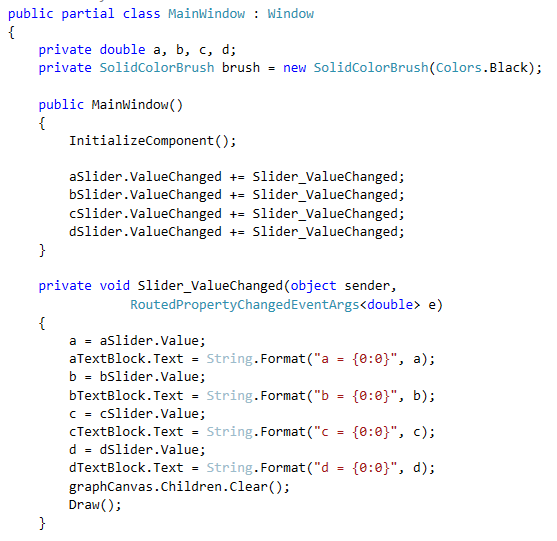 public partial class MainWindow : Window
{
    private double a, b, c, d;
    private SolidColorBrush brush = new SolidColorBrush(Colors.Black);

    public MainWindow()
    {
        InitializeComponent();

        aSlider.ValueChanged += Slider_ValueChanged;
        bSlider.ValueChanged += Slider_ValueChanged;
        cSlider.ValueChanged += Slider_ValueChanged;
        dSlider.ValueChanged += Slider_ValueChanged;
    }

    private void Slider_ValueChanged(object sender,
                RoutedPropertyChangedEventArgs<double> e)
    {
        a = aSlider.Value;
        aTextBlock.Text = String.Format("a = {0:0}", a);
        b = bSlider.Value;
        bTextBlock.Text = String.Format("b = {0:0}", b);
        c = cSlider.Value;
        cTextBlock.Text = String.Format("c = {0:0}", c);
        d = dSlider.Value;
        dTextBlock.Text = String.Format("d = {0:0}", d);
        graphCanvas.Children.Clear();
        Draw();
    }